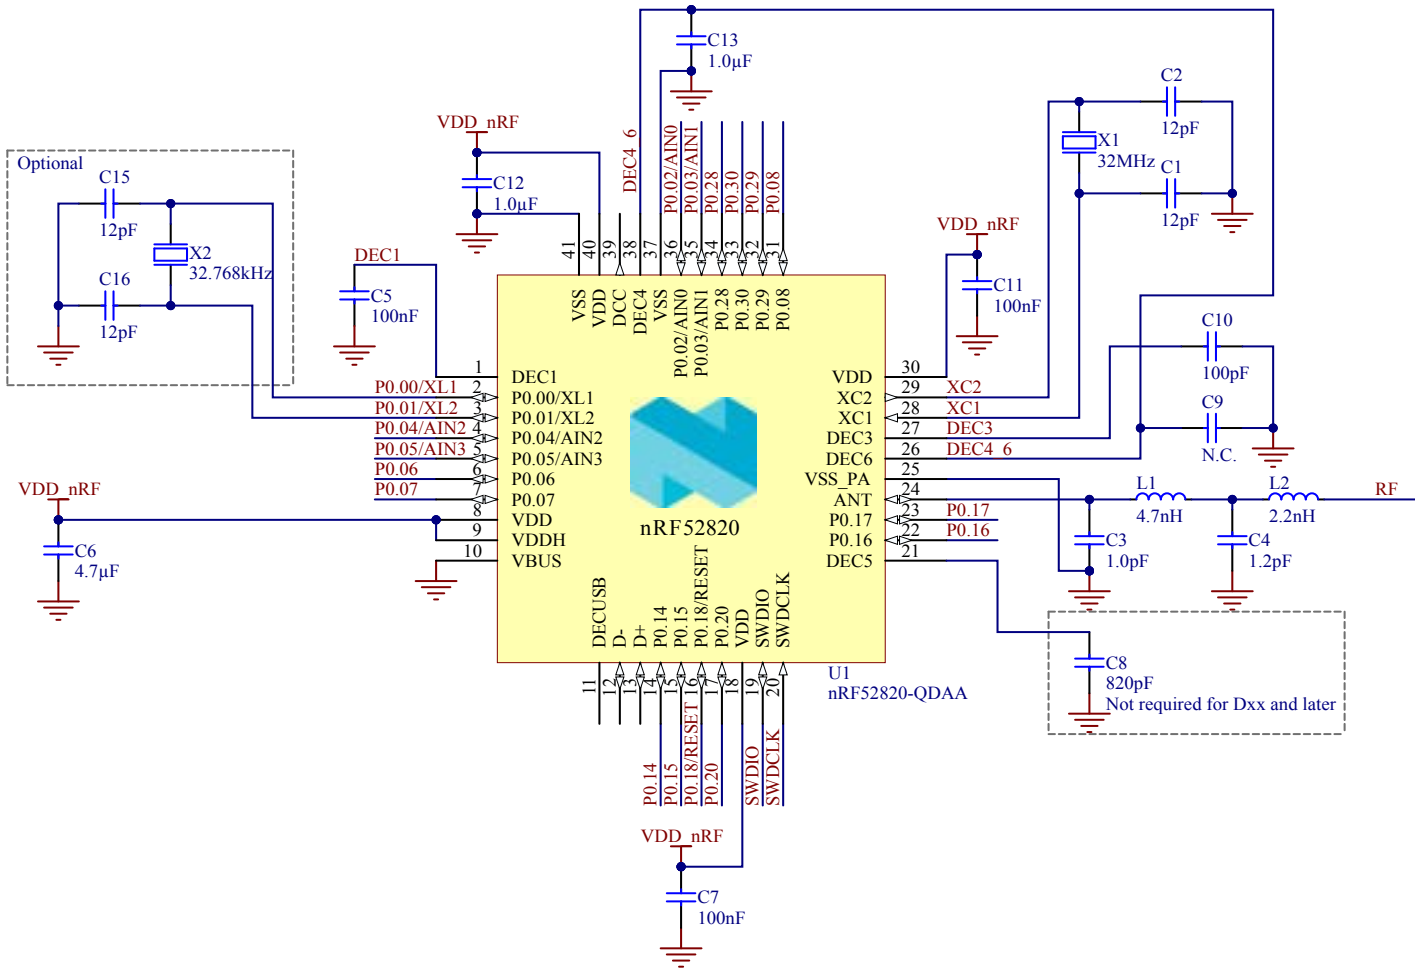 C13
1.0µF
C2
12pF
X1
32MHz
C1
12pF
VDD_nRF
C12
1.0µF
DEC4_6
P0.02/AIN0
P0.03/AIN1
P0.28
P0.30
P0.29
P0.08
Optional
C15
12pF
X2
32.768kHz
C16
12pF
DEC1
C5
100nF
VDD_nRF
C11
100nF
41
40
39
38
37
36
35
34
33
32
31
VSS
VDD
DCC
DEC4
VSS
P0.02/AIN0
P0.03/AIN1
P0.28
P0.30
P0.29
P0.08
C10
100pF
C9
N.C.
1
DEC1
P0.00/XL1
2
P0.00/XL1
P0.01/XL2
3
P0.01/XL2
P0.04/AIN2
4
P0.04/AIN2
P0.05/AIN3
5
P0.05/AIN3
P0.06
6
P0.06
P0.07
7
P0.07
8
VDD
9
VDDH
10
VBUS
VDD_nRF
C6
4.7µF
nRF52820
VDD
30
XC2
29
XC2
XC1
28
XC1
DEC3
27
DEC3
DEC6
26
DEC4_6
VSS_PA
25
ANT
24
P0.17
23
P0.17
P0.16
22
P0.16
DEC5
21
L1
4.7nH
L2
2.2nH
RF
C3
1.0pF
C4
1.2pF
C8
820pF
Not required for Dxx and later
DECUSB
D-
D+
P0.14
P0.15
P0.18/RESET
P0.20
VDD
SWDIO
SWDCLK
U1
nRF52820-QDAA
11
12
13
14
15
16
17
18
19
20
P0.14
P0.15
P0.18/RESET
P0.20
SWDIO
SWDCLK
VDD_nRF
C7
100nF